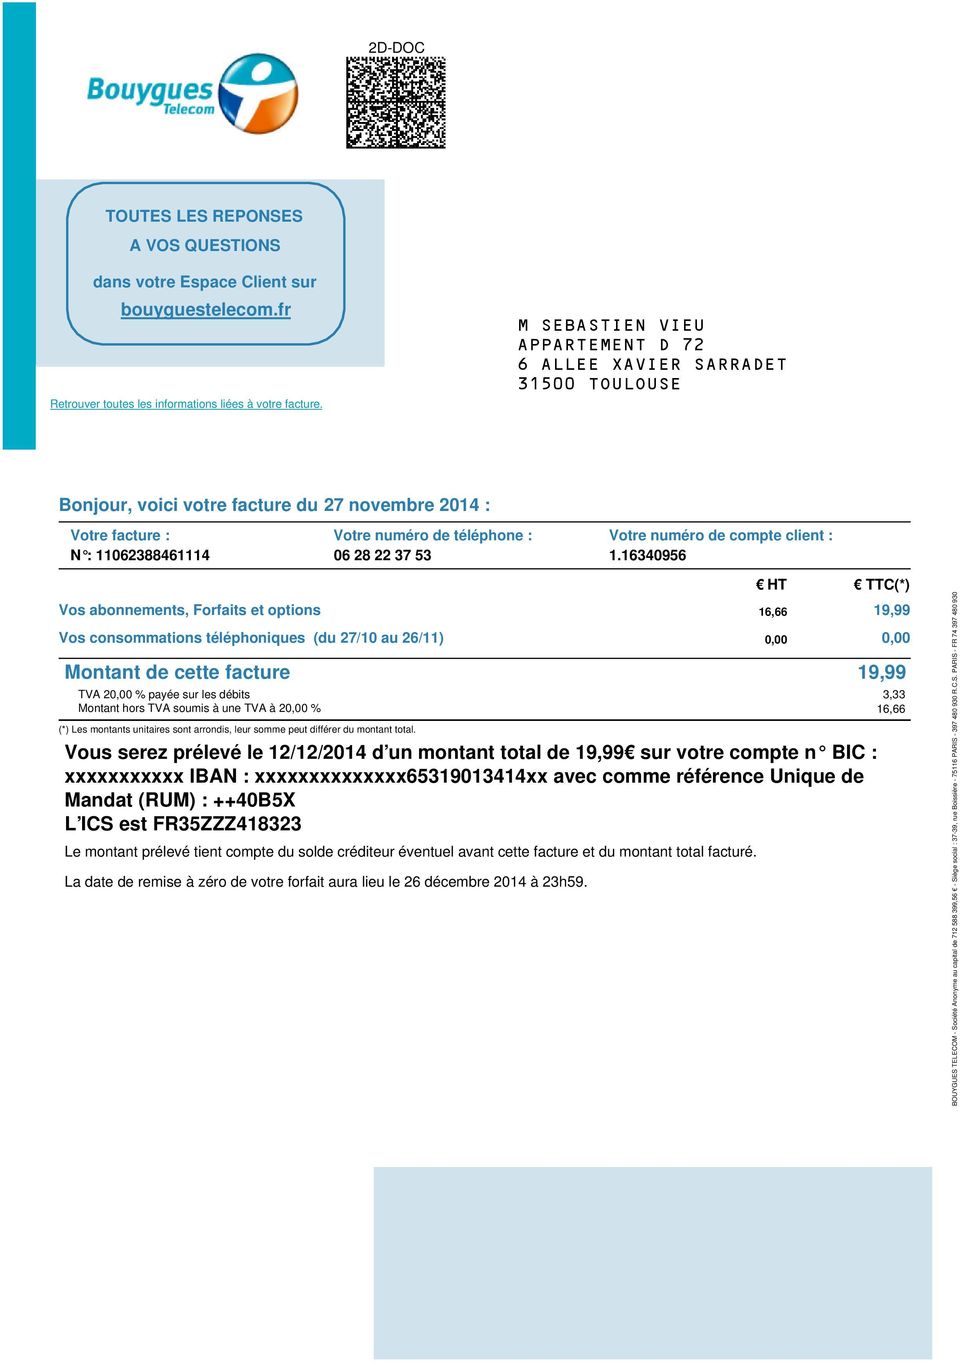 2D-DOC
Bouygues
Telecom
TOUTES LES REPONSES
A VOS QUESTIONS
dans votre Espace Client sur
bouyguestelecom.fr
Retrouver toutes les informations liées à votre facture.
M SEBASTIEN VIEU
APPARTEMENT D 72
6 ALLEE XAVIER SARRADET
31500 TOULOUSE
Bonjour, voici votre facture du 27 novembre 2014 :
Votre facture : Votre numéro de téléphone : Votre numéro de compte client :
N°: 11062388461114 06 28 22 37 53 1.16340956
€ HT € TTC(*)
Vos abonnements, Forfaits et options 16,66 19,99
Vos consommations téléphoniques (du 27/10 au 26/11) 0,00 0,00
Montant de cette facture 19,99
TVA 20,00 % payée sur les débits 3,33
Montant hors TVA soumis à une TVA à 20,00 % 16,66
(*) Les montants unitaires sont arrondis, leur somme peut différer du montant total.
Vous serez prélevé le 12/12/2014 d'un montant total de 19,99€ sur votre compte n° BIC :
xxxxxxxxxxx IBAN : xxxxxxxxxxxxxx65319013414xx avec comme référence Unique de
Mandat (RUM) : ++40B5X
L'ICS est FR35ZZZ418323
Le montant prélevé tient compte du solde créditeur éventuel avant cette facture et du montant total facturé.
La date de remise à zéro de votre forfait aura lieu le 26 décembre 2014 à 23h59.
BOUYGUES TELECOM - Société Anonyme au capital de 712 588 399,56 € - Siège social : 37-39, rue Boissière - 75116 PARIS - 397 480 930 R.C.S. PARIS - FR 74 397 480 930